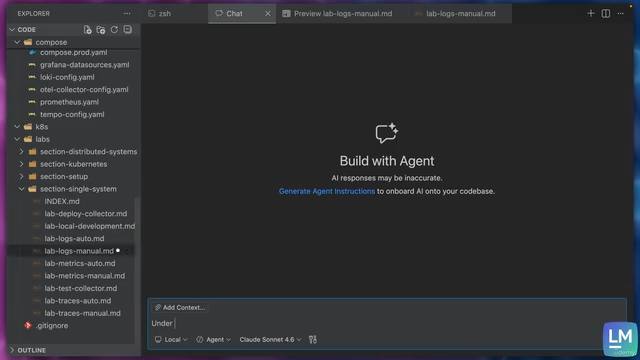 EXPLORER
zsh
Chat
Preview lab-logs-manual.md
lab-logs-manual.md
CODE
compose
compose.prod.yaml
grafana-datasources.yaml
loki-config.yaml
otel-collector-config.yaml
prometheus.yaml
tempo-config.yaml
k8s
labs
section-distributed-systems
section-kubernetes
section-setup
section-single-system
INDEX.md
lab-deploy-collector.md
lab-local-development.md
lab-logs-auto.md
lab-logs-manual.md
lab-metrics-auto.md
lab-metrics-manual.md
lab-test-collector.md
lab-traces-auto.md
lab-traces-manual.md
.gitignore
OUTLINE
Build with Agent
AI responses may be inaccurate.
Generate Agent Instructions to onboard AI onto your codebase.
Add Context...
Under
Local
Agent
Claude Sonnet 4.6
LM